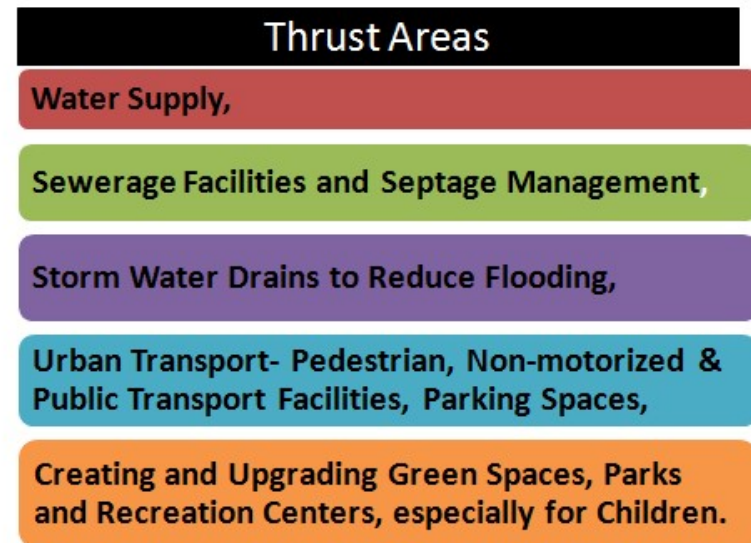 Thrust Areas
Water Supply,
Sewerage Facilities and Septage Management,
Storm Water Drains to Reduce Flooding,
Urban Transport- Pedestrian, Non-motorized &
Public Transport Facilities, Parking Spaces,
Creating and Upgrading Green Spaces, Parks
and Recreation Centers, especially for Children.